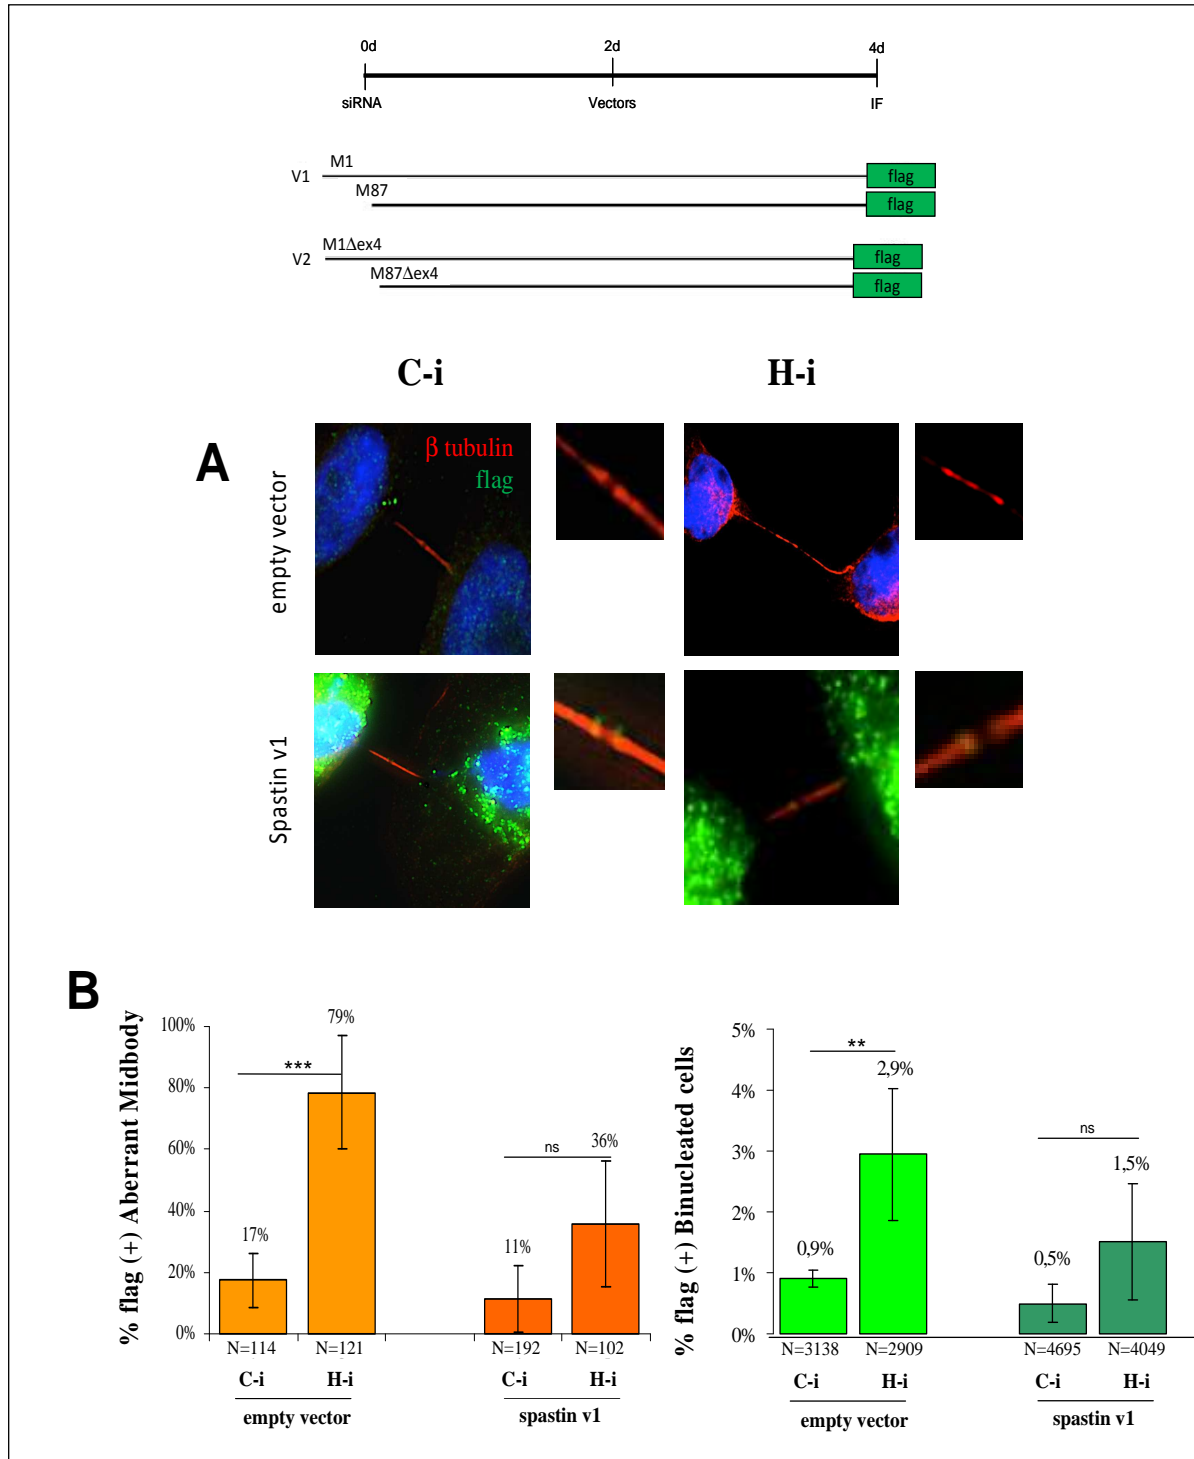 0d 2d 4d
siRNA Vectors IF
M1
V1 flag
M87
flag
M1Δex4
V2 flag
M87Δex4
flag
C-i H-i
A
β tubulin
flag
empty vector
Spastin v1
B
% flag (+) Aberrant Midbody
100%
80%
60%
40%
20%
0%
17%
***
79%
11%
ns
36%
N=114 N=121 N=192 N=102
C-i H-i C-i H-i
empty vector spastin v1
% flag (+) Binucleated cells
5%
4%
3%
2%
1%
0%
0,9%
**
2,9%
0,5%
ns
1,5%
N=3138 N=2909 N=4695 N=4049
C-i H-i C-i H-i
empty vector spastin v1